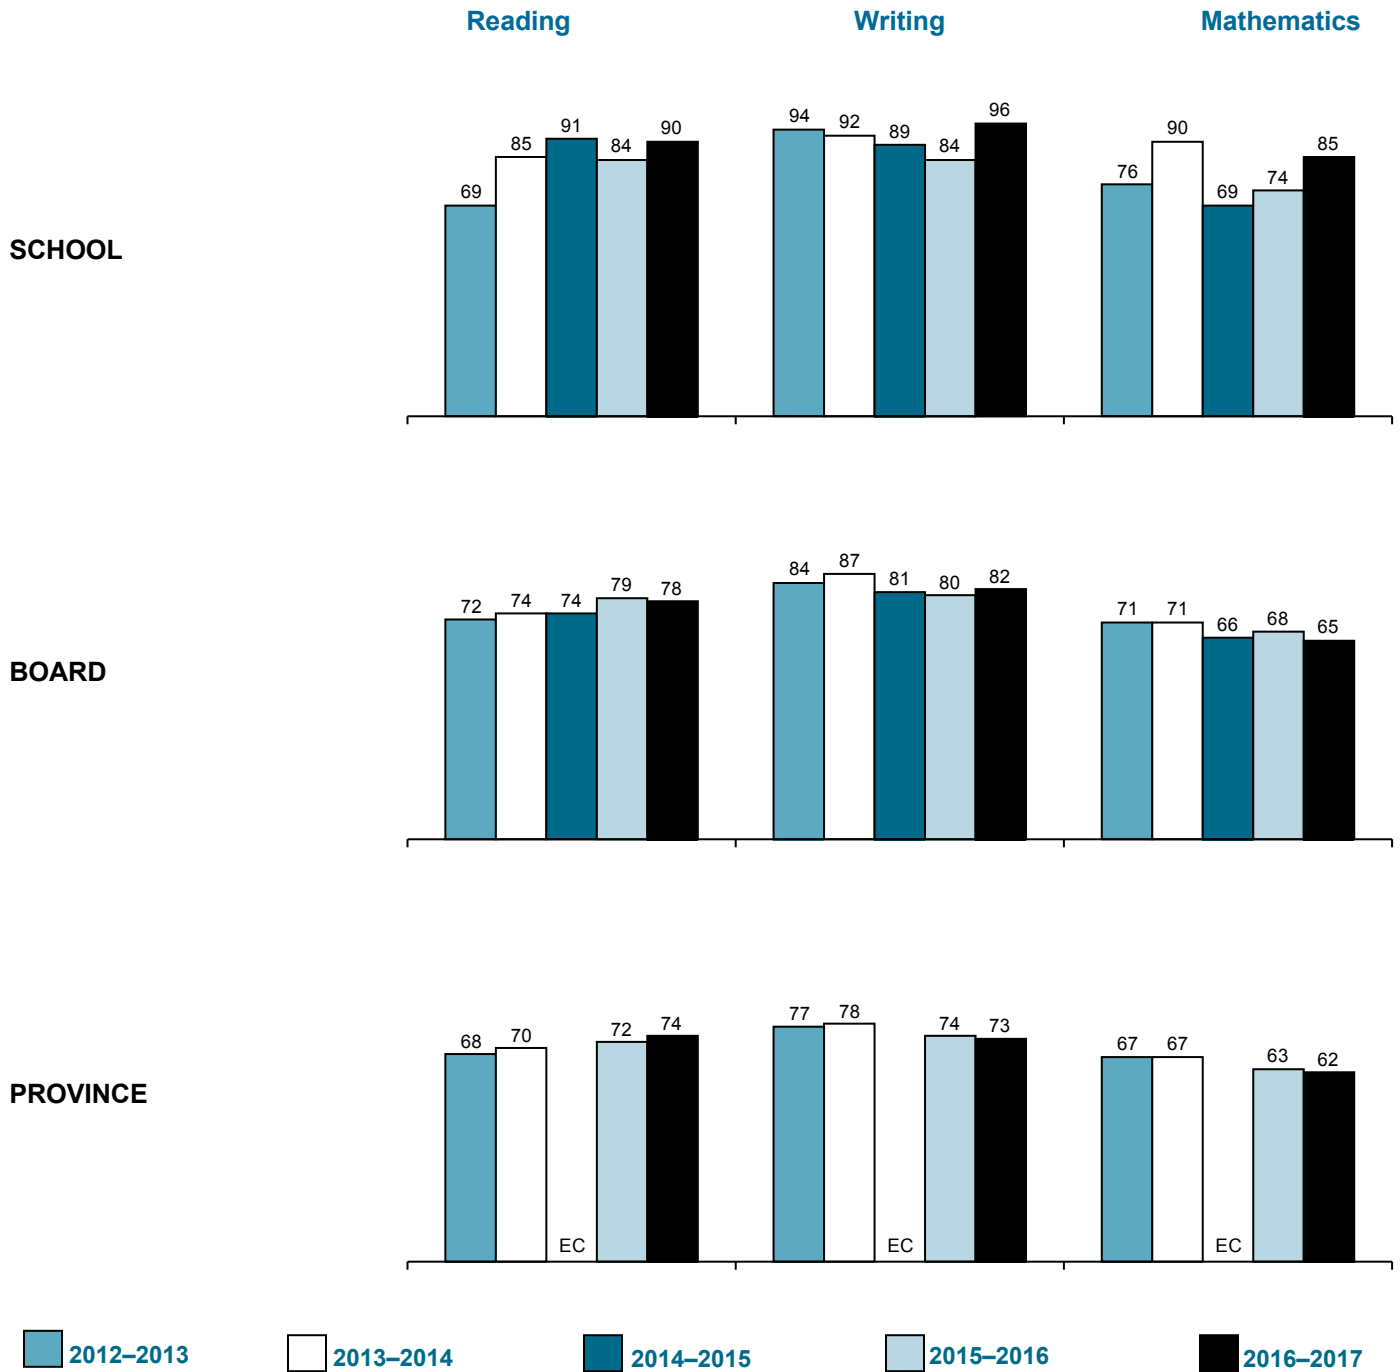 Reading Writing Mathematics
SCHOOL
69 85 91 84 90
94 92 89 84 96
76 90 69 74 85
BOARD
72 74 74 79 78
84 87 81 80 82
71 71 66 68 65
PROVINCE
68 70 EC 72 74
77 78 EC 74 73
67 67 EC 63 62
2012–2013 2013–2014 2014–2015 2015–2016 2016–2017